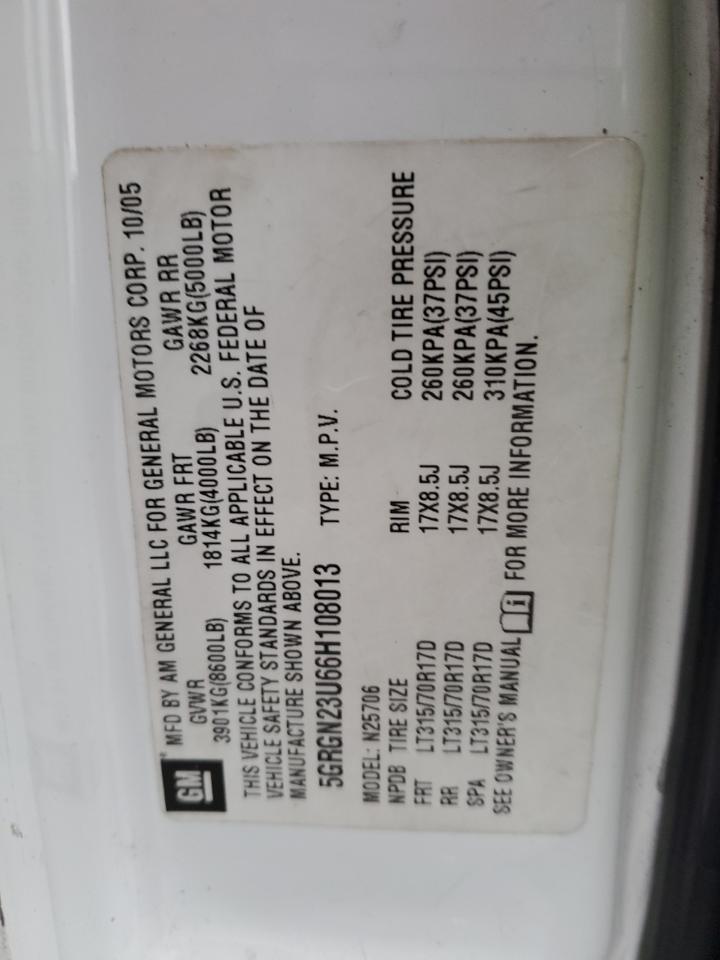 GM
MFD BY AM GENERAL LLC FOR GENERAL MOTORS CORP. 10/05
GVWR GAWR FRT GAWR RR
3901KG(8600LB) 1814KG(4000LB) 2268KG(5000LB)
THIS VEHICLE CONFORMS TO ALL APPLICABLE U.S. FEDERAL MOTOR
VEHICLE SAFETY STANDARDS IN EFFECT ON THE DATE OF
MANUFACTURE SHOWN ABOVE.
5GRGN23U66H108013 TYPE: M.P.V.
MODEL: N25706
NPDB TIRE SIZE RIM COLD TIRE PRESSURE
FRT LT315/70R17D 17X8.5J 260KPA(37PSI)
RR LT315/70R17D 17X8.5J 260KPA(37PSI)
SPA LT315/70R17D 17X8.5J 310KPA(45PSI)
SEE OWNER'S MANUAL FOR MORE INFORMATION.